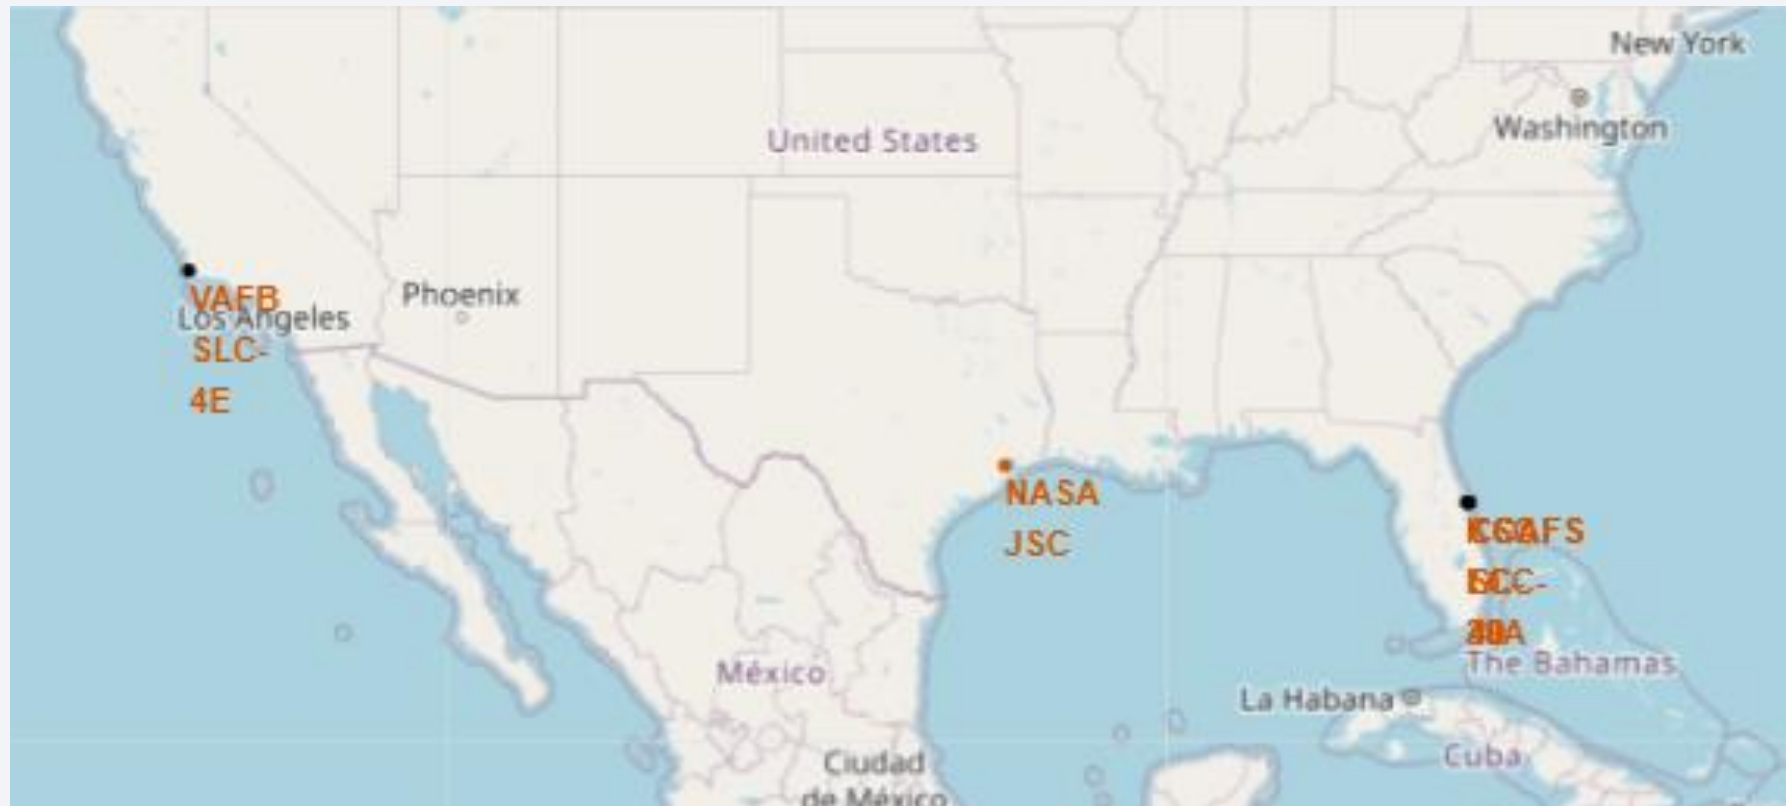 New York
Washington
United States
Phoenix
VAFB
Los Angeles
SLC-
4E
NASA
JSC
México
The Bahamas
La Habana
Cuba
Ciudad
de México